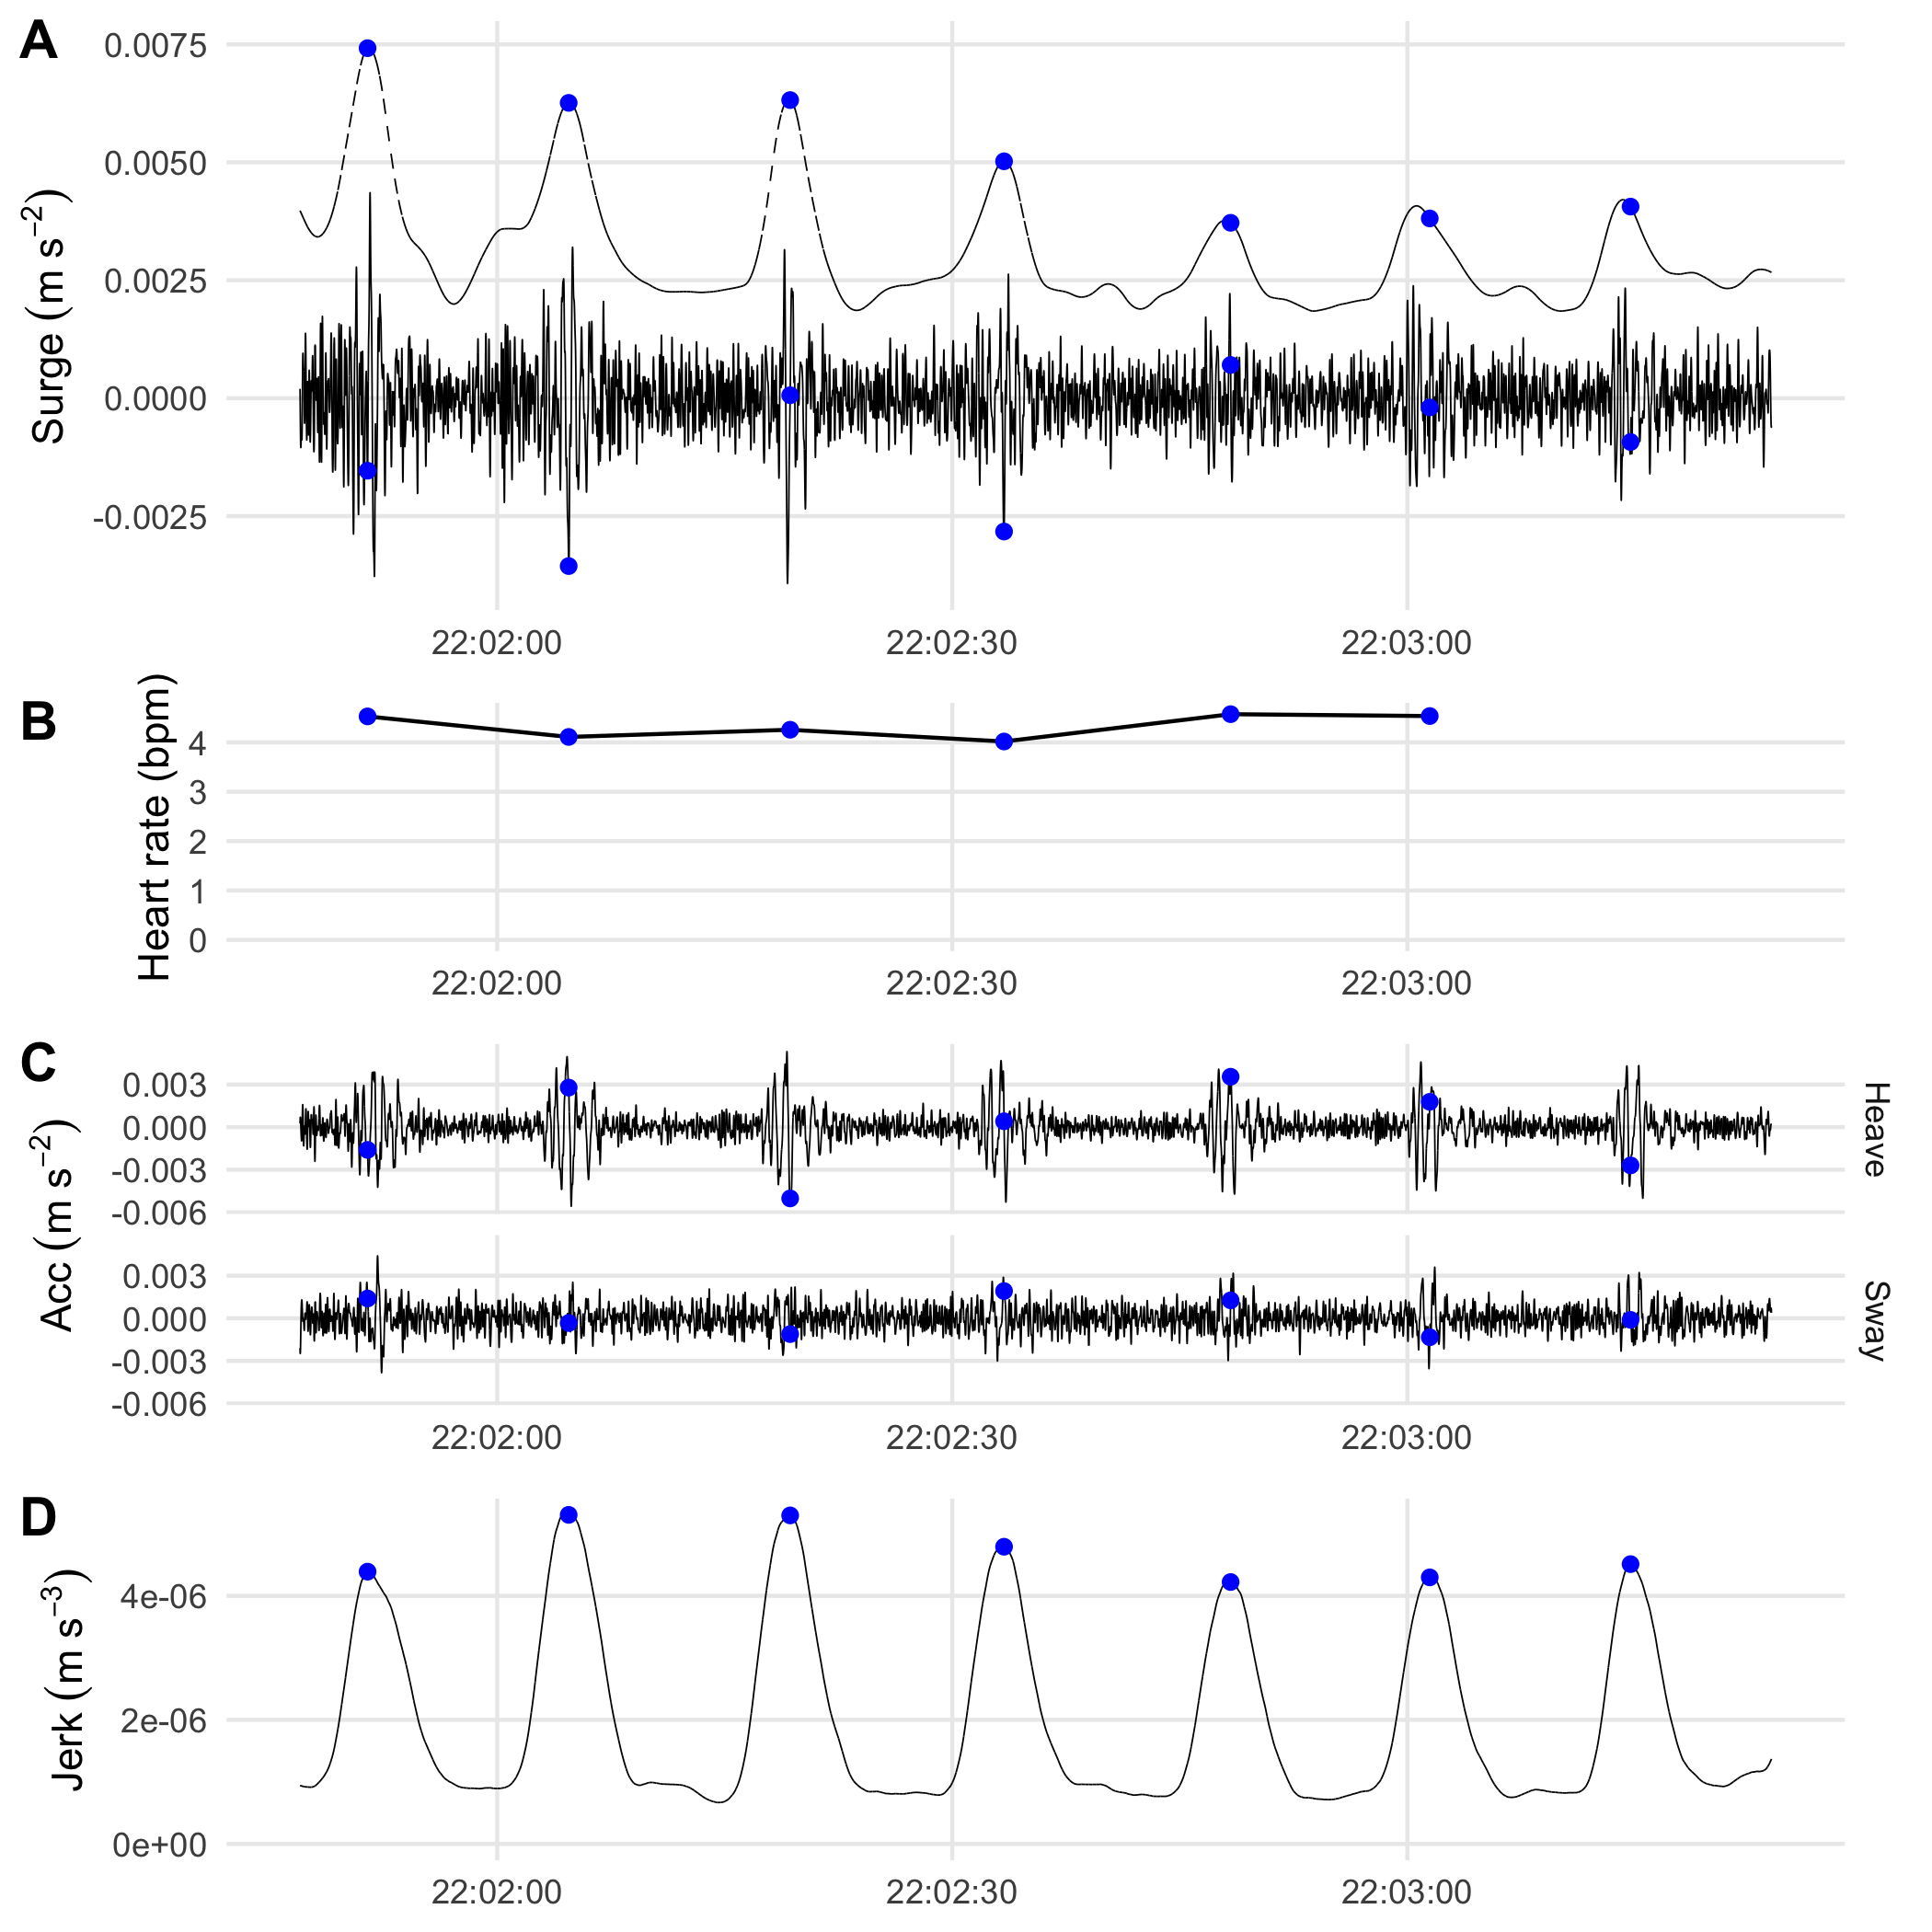 A
Surge (m s⁻²)
0.0075
0.0050
0.0025
0.0000
-0.0025
22:02:00 22:02:30 22:03:00
B
Heart rate (bpm)
4
3
2
1
0
22:02:00 22:02:30 22:03:00
C
Acc (m s⁻²)
0.003
0.000
-0.003
-0.006
Heave
0.003
0.000
-0.003
-0.006
Sway
22:02:00 22:02:30 22:03:00
D
Jerk (m s⁻³)
4e-06
2e-06
0e+00
22:02:00 22:02:30 22:03:00